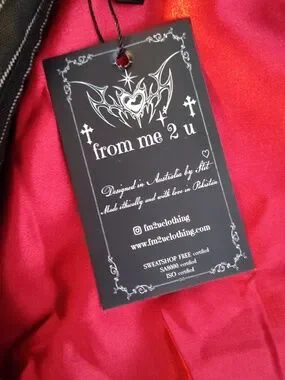 from me 2 u
Designed in Australia by
Made ethically and with love in Pakistan
fm2uclothing
www.fm2uclothing.com
SWEATSHOP FREE certified
SA8000 certified
ISO certified